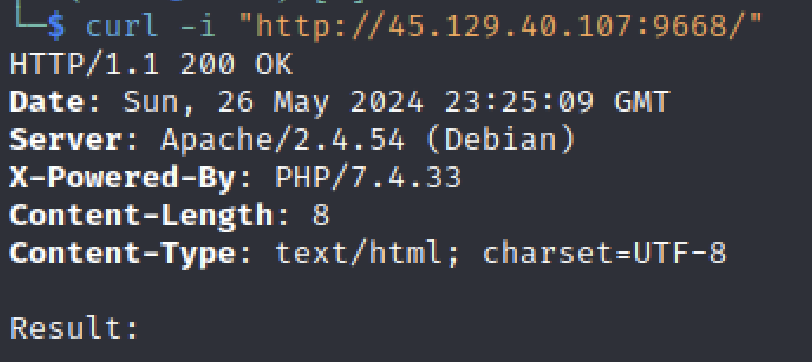 └─$ curl -i "http://45.129.40.107:9668/"
HTTP/1.1 200 OK
Date: Sun, 26 May 2024 23:25:09 GMT
Server: Apache/2.4.54 (Debian)
X-Powered-By: PHP/7.4.33
Content-Length: 8
Content-Type: text/html; charset=UTF-8
Result: